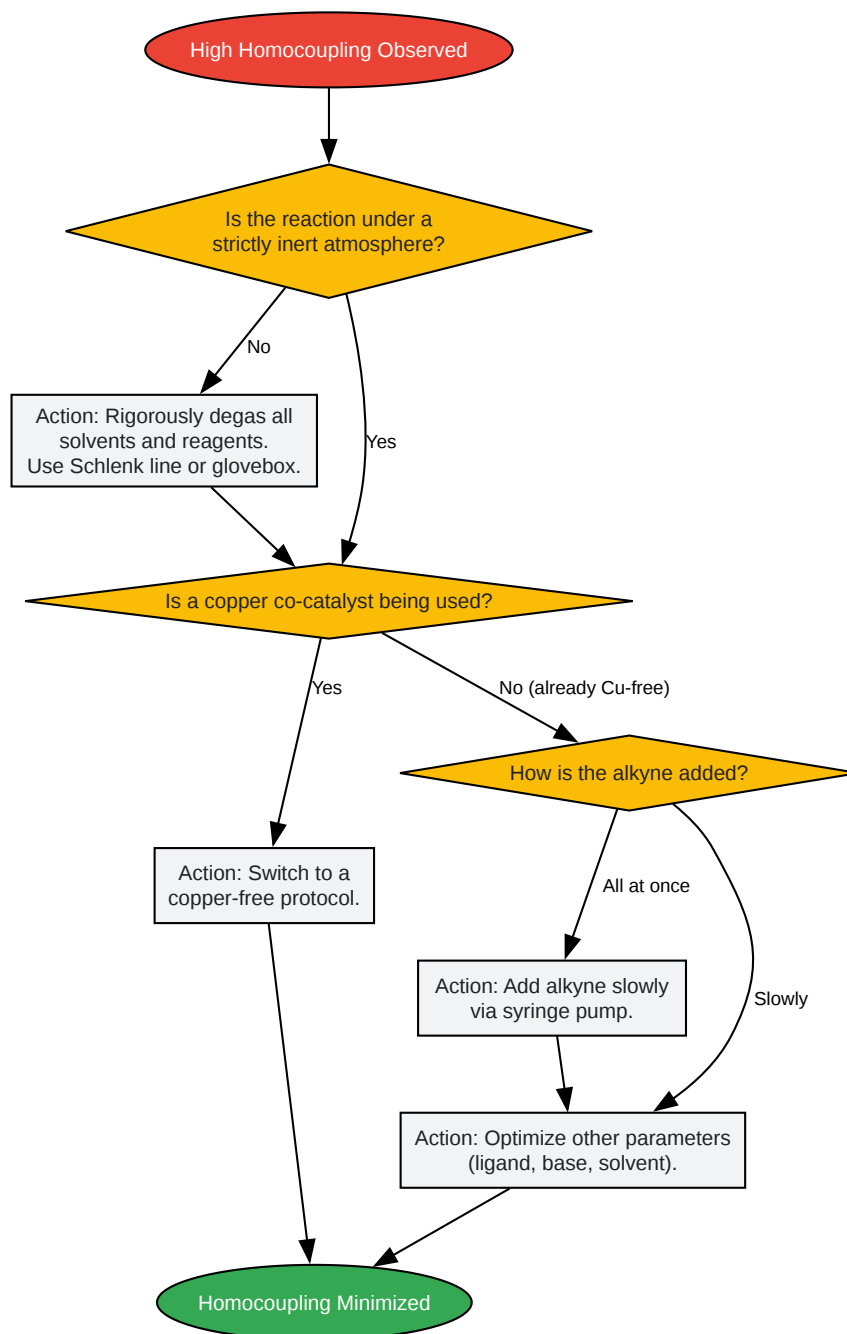 High Homocoupling Observed
Is the reaction under a
strictly inert atmosphere?
No
Action: Rigorously degas all
solvents and reagents.
Use Schlenk line or glovebox.
Yes
Is a copper co-catalyst being used?
Yes
No (already Cu-free)
How is the alkyne added?
Action: Switch to a
copper-free protocol.
All at once
Action: Add alkyne slowly
via syringe pump.
Slowly
Action: Optimize other parameters
(ligand, base, solvent).
Homocoupling Minimized